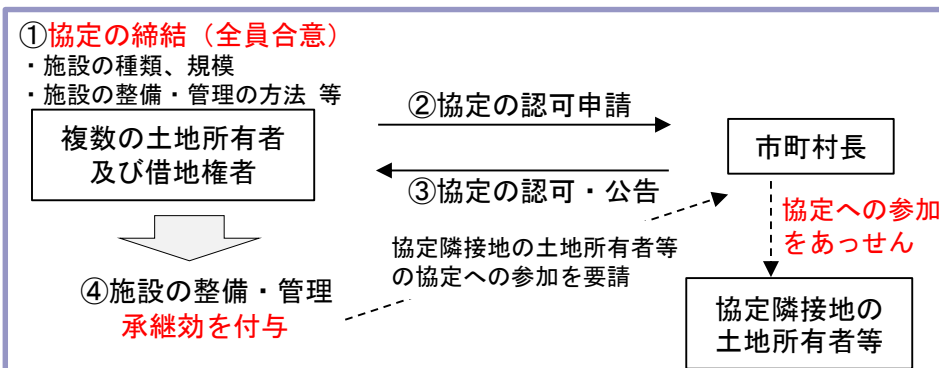 ①協定の締結（全員合意）
・施設の種類、規模
・施設の整備・管理の方法 等
複数の土地所有者
及び借地権者
②協定の認可申請
③協定の認可・公告
市町村長
協定への参加
をあっせん
協定隣接地の土地所有者等
の協定への参加を要請
④施設の整備・管理
承継効を付与
協定隣接地の
土地所有者等